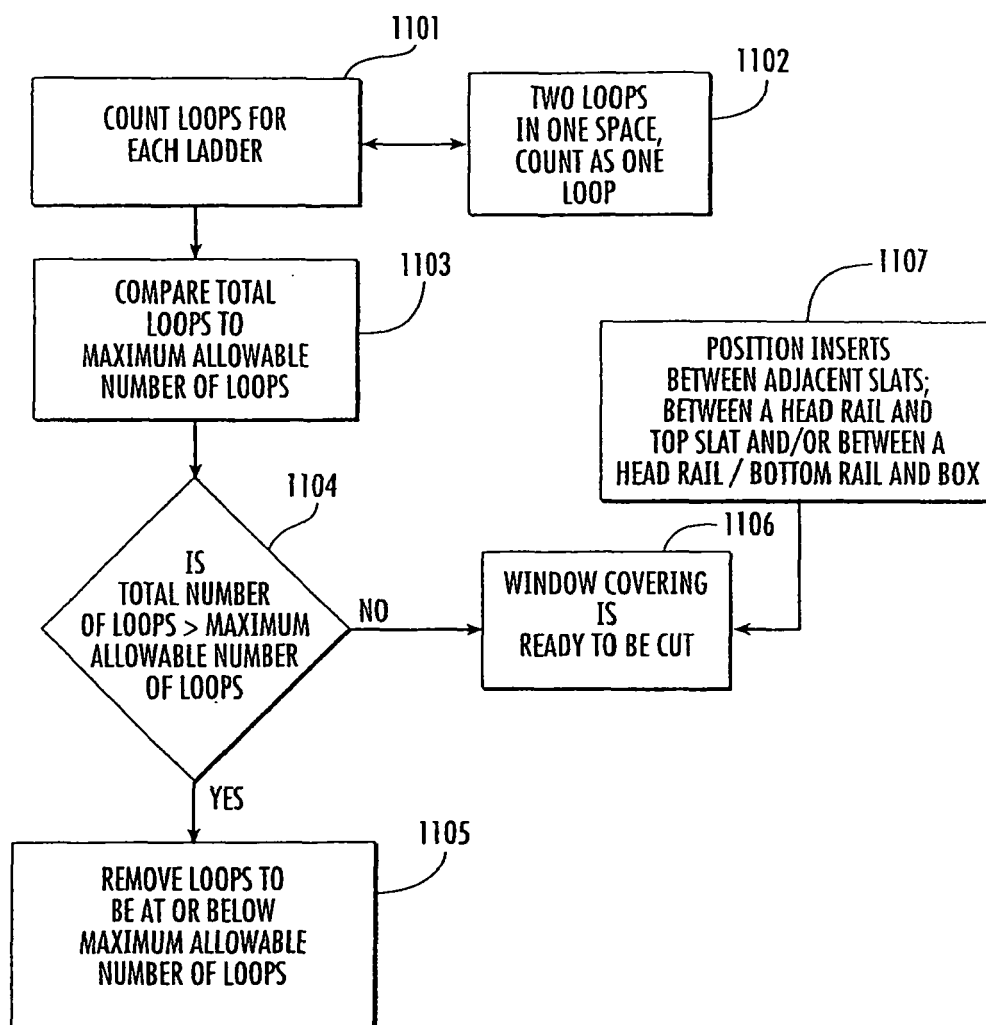 1101
COUNT LOOPS FOR
EACH LADDER
1102
TWO LOOPS
IN ONE SPACE,
COUNT AS ONE
LOOP
1103
COMPARE TOTAL
LOOPS TO
MAXIMUM ALLOWABLE
NUMBER OF LOOPS
1107
POSITION INSERTS
BETWEEN ADJACENT SLATS;
BETWEEN A HEAD RAIL AND
TOP SLAT AND/OR BETWEEN A
HEAD RAIL / BOTTOM RAIL AND BOX
1104
IS
TOTAL NUMBER
OF LOOPS > MAXIMUM
ALLOWABLE NUMBER
OF LOOPS
NO
1106
WINDOW COVERING
IS
READY TO BE CUT
YES
1105
REMOVE LOOPS TO
BE AT OR BELOW
MAXIMUM ALLOWABLE
NUMBER OF LOOPS